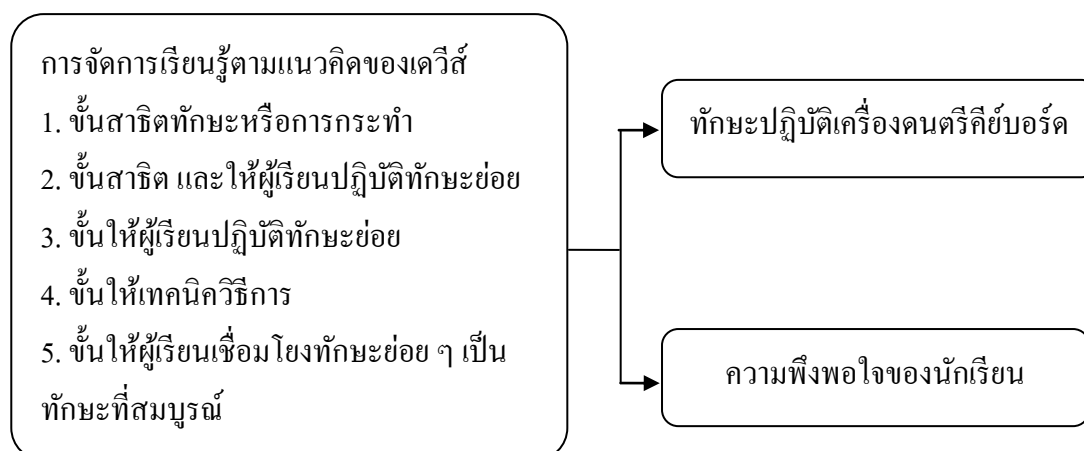 การจัดการเรียนรู้ตามแนวคิดของเดวีส์
1. ขั้นสาธิตทักษะหรือการกระทำ
2. ขั้นสาธิต และให้ผู้เรียนปฏิบัติทักษะย่อย
3. ขั้นให้ผู้เรียนปฏิบัติทักษะย่อย
4. ขั้นให้เทคนิควิธีการ
5. ขั้นให้ผู้เรียนเชื่อมโยงทักษะย่อย ๆ เป็น
ทักษะที่สมบูรณ์
ทักษะปฏิบัติเครื่องดนตรีคีย์บอร์ด
ความพึงพอใจของนักเรียน